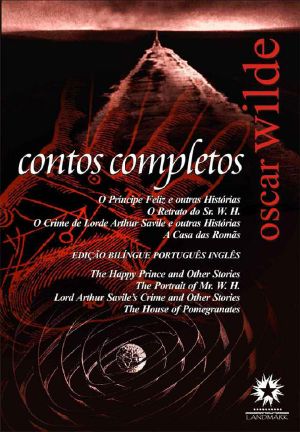 oscar wilde
contos completos
O Príncipe Feliz e outras Histórias
O Retrato do Sr. W. H.
O Crime de Lorde Arthur Savile e outras Histórias
A Casa das Romãs
EDIÇÃO BILÍNGUE PORTUGUÊS INGLÊS
The Happy Prince and Other Stories
The Portrait of Mr. W. H.
Lord Arthur Savile's Crime and Other Stories
The House of Pomegranates
LANDMARK